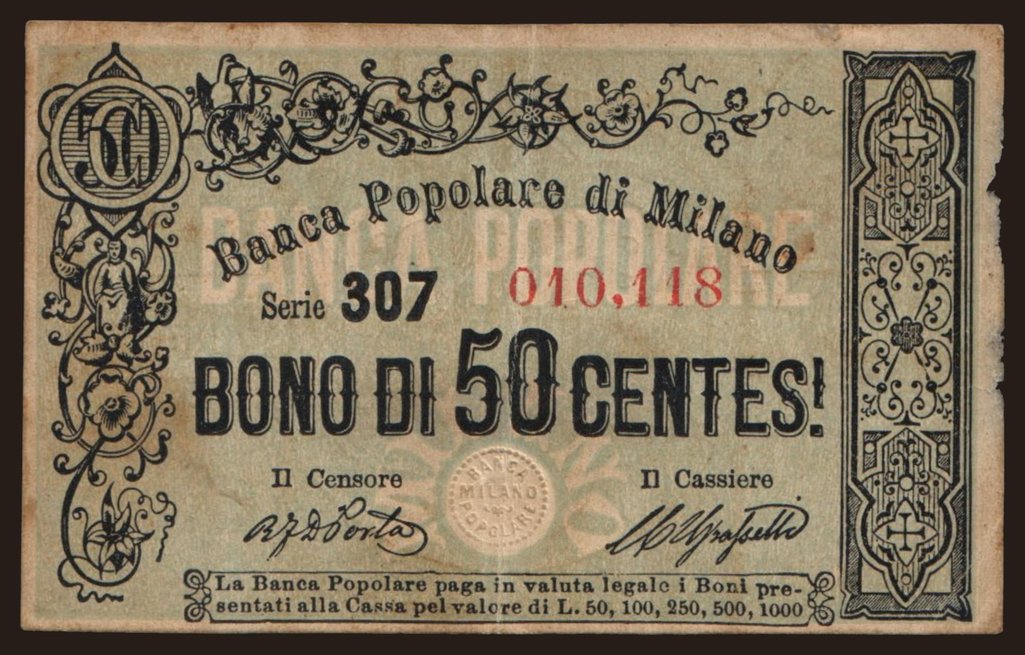 50
BANCA POPOLARE
Banca Popolare di Milano
Serie 307 010,118
BONO DI 50 CENTES!
Il Censore Il Cassiere
BANCA
MILANO
POPOLARE
La Banca Popolare paga in valuta legale i Boni pre-
sentati alla Cassa pel valore di L. 50, 100, 250, 500, 1000